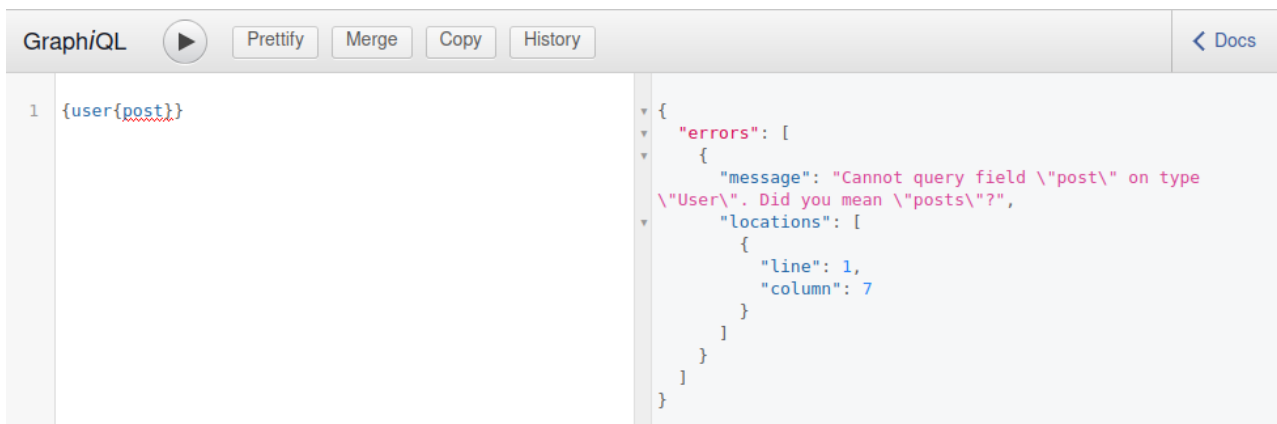 GraphiQL Prettify Merge Copy History Docs
1 {user{post}}
{
"errors": [
{
"message": "Cannot query field \"post\" on type
\"User\". Did you mean \"posts\"?",
"locations": [
{
"line": 1,
"column": 7
}
]
}
]
}